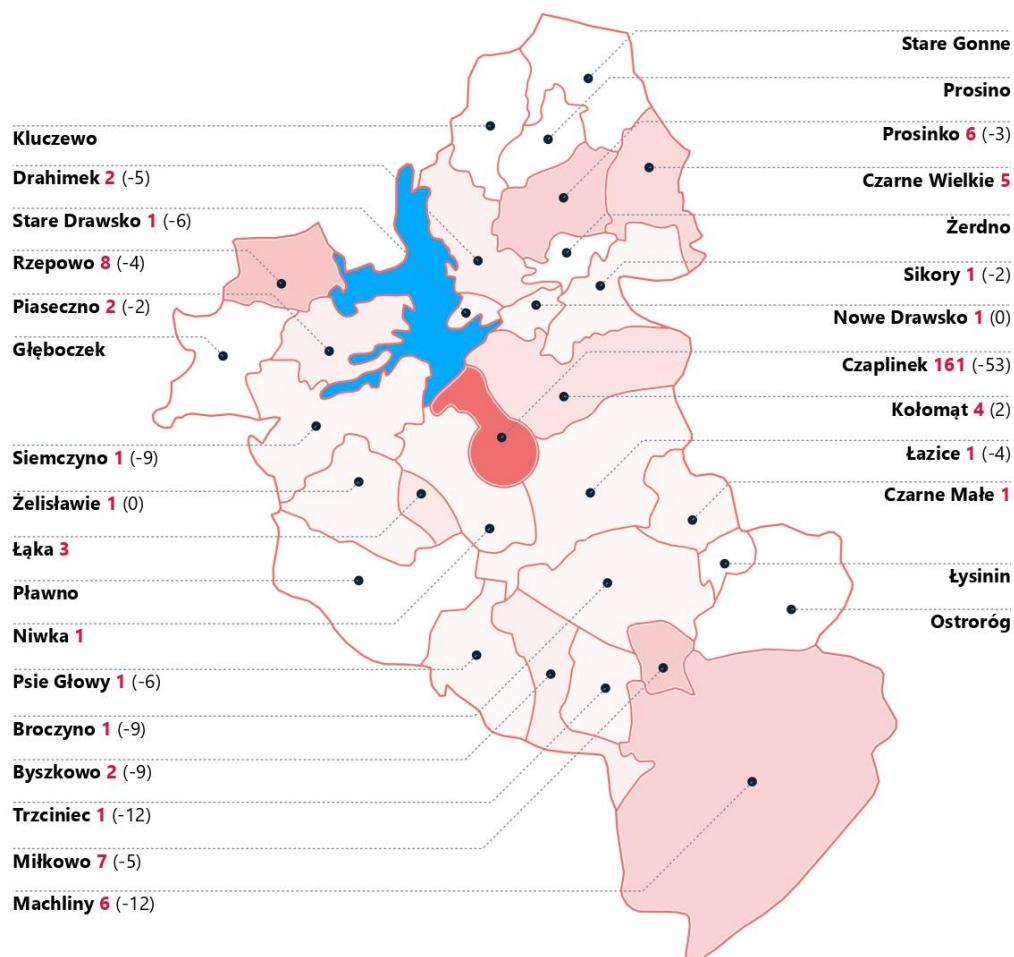 Kluczewo
Drahimek 2 (-5)
Stare Drawsko 1 (-6)
Rzepowo 8 (-4)
Piaseczno 2 (-2)
Głęboczek
Siemczyno 1 (-9)
Żelisławie 1 (0)
Łąka 3
Pławno
Niwka 1
Psie Głowy 1 (-6)
Broczyno 1 (-9)
Byszkowo 2 (-9)
Trzciniec 1 (-12)
Miłkowo 7 (-5)
Machliny 6 (-12)
Stare Gonne
Prosino
Prosinko 6 (-3)
Czarne Wielkie 5
Żerdno
Sikory 1 (-2)
Nowe Drawsko 1 (0)
Czaplinek 161 (-53)
Kołomąt 4 (2)
Łazice 1 (-4)
Czarne Małe 1
Łysinin
Ostroróg